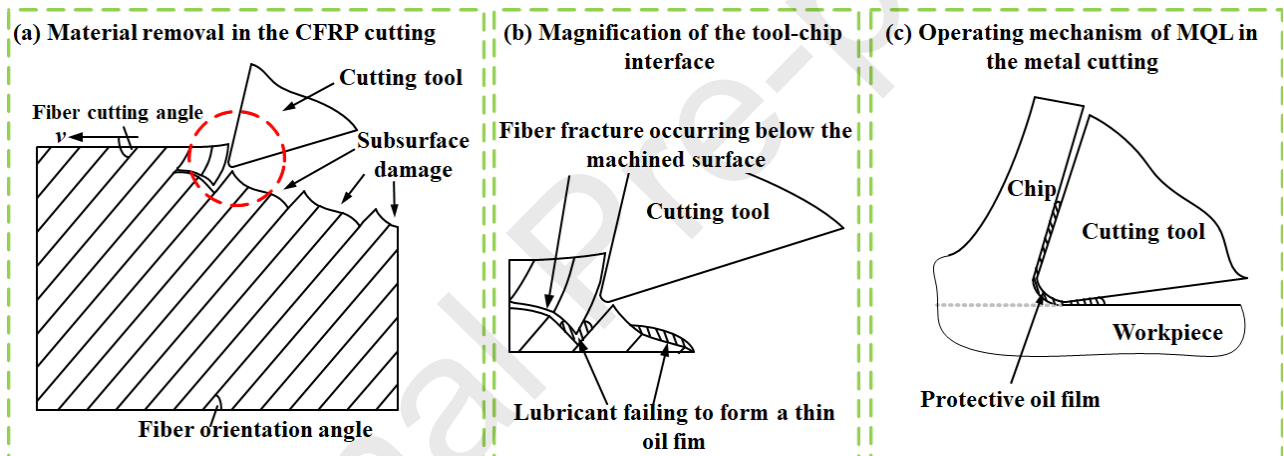 (a) Material removal in the CFRP cutting
Cutting tool
Fiber cutting angle
v
Subsurface
damage
Fiber orientation angle
(b) Magnification of the tool-chip
interface
Fiber fracture occurring below the
machined surface
Cutting tool
Lubricant failing to form a thin
oil fim
(c) Operating mechanism of MQL in
the metal cutting
Chip
Cutting tool
Workpiece
Protective oil film
nal Pre-p